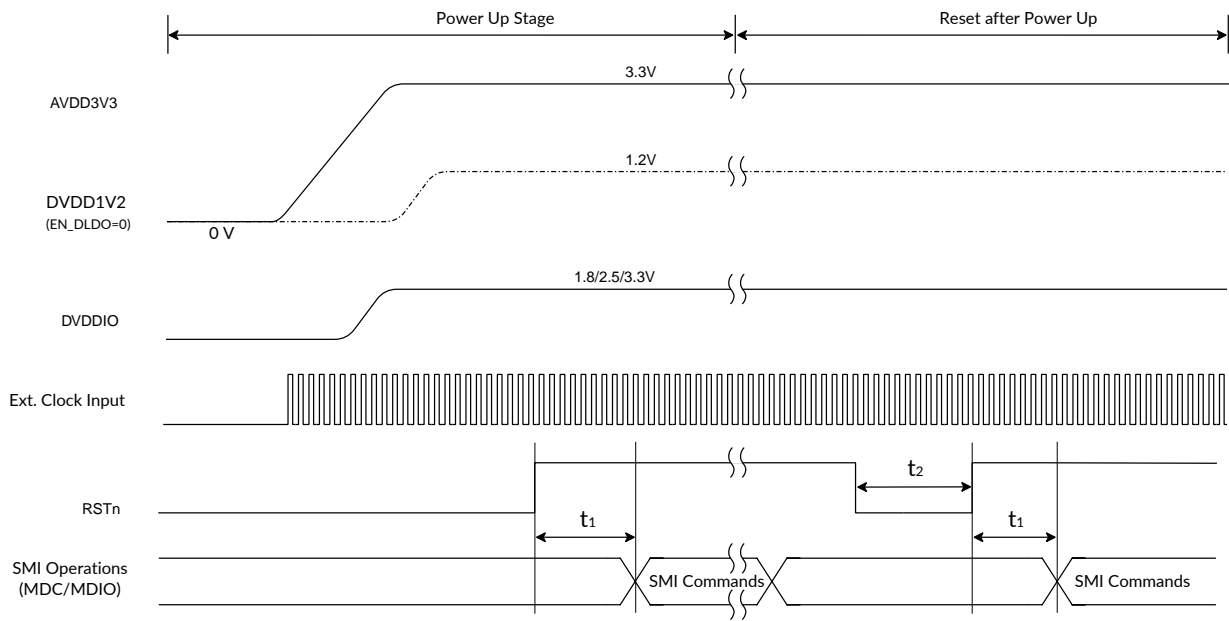 Power Up Stage
Reset after Power Up
AVDD3V3
3.3V
DVDD1V2
(EN_DLDO=0)
1.2V
0 V
DVDDIO
1.8/2.5/3.3V
Ext. Clock Input
RSTn
t1
t2
t1
SMI Operations
(MDC/MDIO)
SMI Commands
SMI Commands